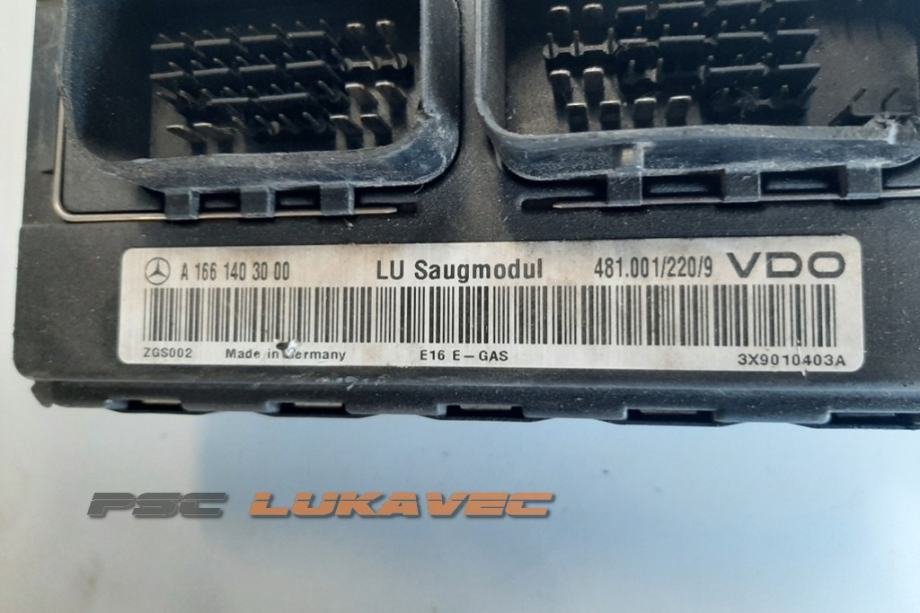 A 166 140 30 00 LU Saugmodul 481.001/220/9 VDO
ZGS002 Made in Germany E16 E-GAS 3X9010403A
PSC LUKAVEC